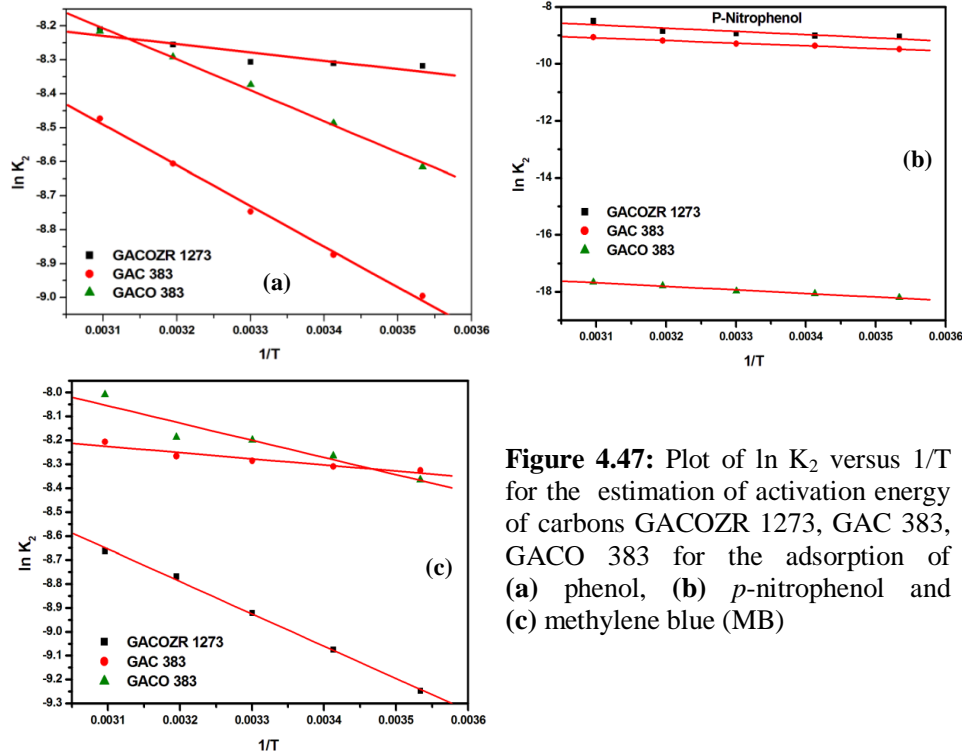 -8.2
-8.3
-8.4
-8.5
-8.6
-8.7
-8.8
-8.9
-9.0
ln K2
GACOZR 1273
GAC 383
GACO 383
(a)
0.0031 0.0032 0.0033 0.0034 0.0035 0.0036
1/T
-8
-10
-12
-14
-16
-18
ln K2
P-Nitrophenol
(b)
GACOZR 1273
GAC 383
GACO 383
0.0031 0.0032 0.0033 0.0034 0.0035 0.0036
1/T
-8.0
-8.1
-8.2
-8.3
-8.4
-8.5
-8.6
-8.7
-8.8
-8.9
-9.0
-9.1
-9.2
-9.3
ln K2
(c)
GACOZR 1273
GAC 383
GACO 383
0.0031 0.0032 0.0033 0.0034 0.0035 0.0036
1/T
Figure 4.47: Plot of ln K2 versus 1/T
for the estimation of activation energy
of carbons GACOZR 1273, GAC 383,
GACO 383 for the adsorption of
(a) phenol, (b) p-nitrophenol and
(c) methylene blue (MB)